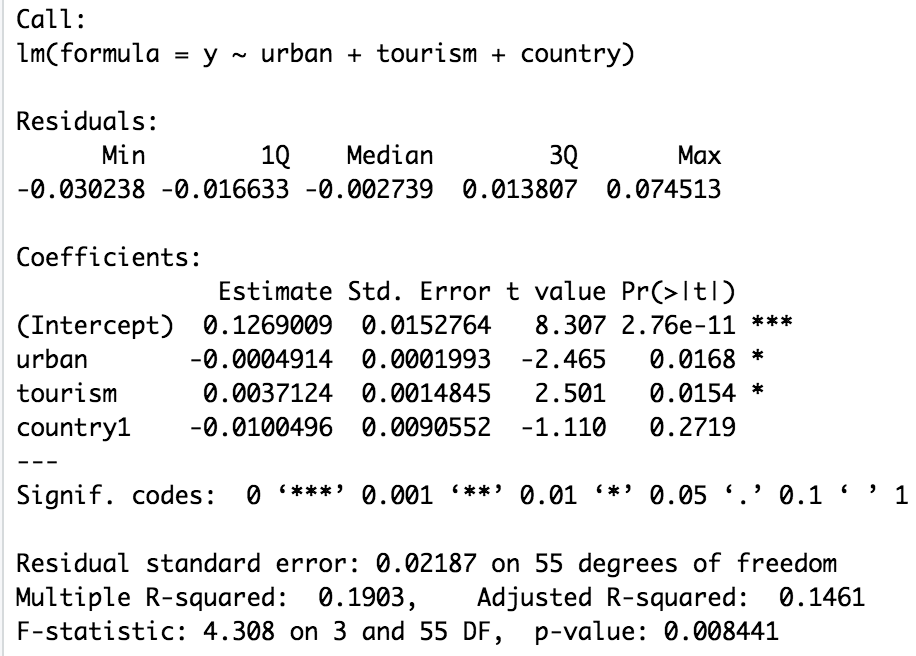 Call:
lm(formula = y ~ urban + tourism + country)

Residuals:
      Min        1Q    Median        3Q       Max
-0.030238 -0.016633 -0.002739  0.013807  0.074513

Coefficients:
              Estimate Std. Error t value Pr(>|t|)
(Intercept)  0.1269009  0.0152764   8.307 2.76e-11 ***
urban       -0.0004914  0.0001993  -2.465   0.0168 *
tourism      0.0037124  0.0014845   2.501   0.0154 *
country1    -0.0100496  0.0090552  -1.110   0.2719
---
Signif. codes:  0 ‘***’ 0.001 ‘**’ 0.01 ‘*’ 0.05 ‘.’ 0.1 ‘ ’ 1

Residual standard error: 0.02187 on 55 degrees of freedom
Multiple R-squared:  0.1903,	Adjusted R-squared:  0.1461
F-statistic: 4.308 on 3 and 55 DF,  p-value: 0.008441